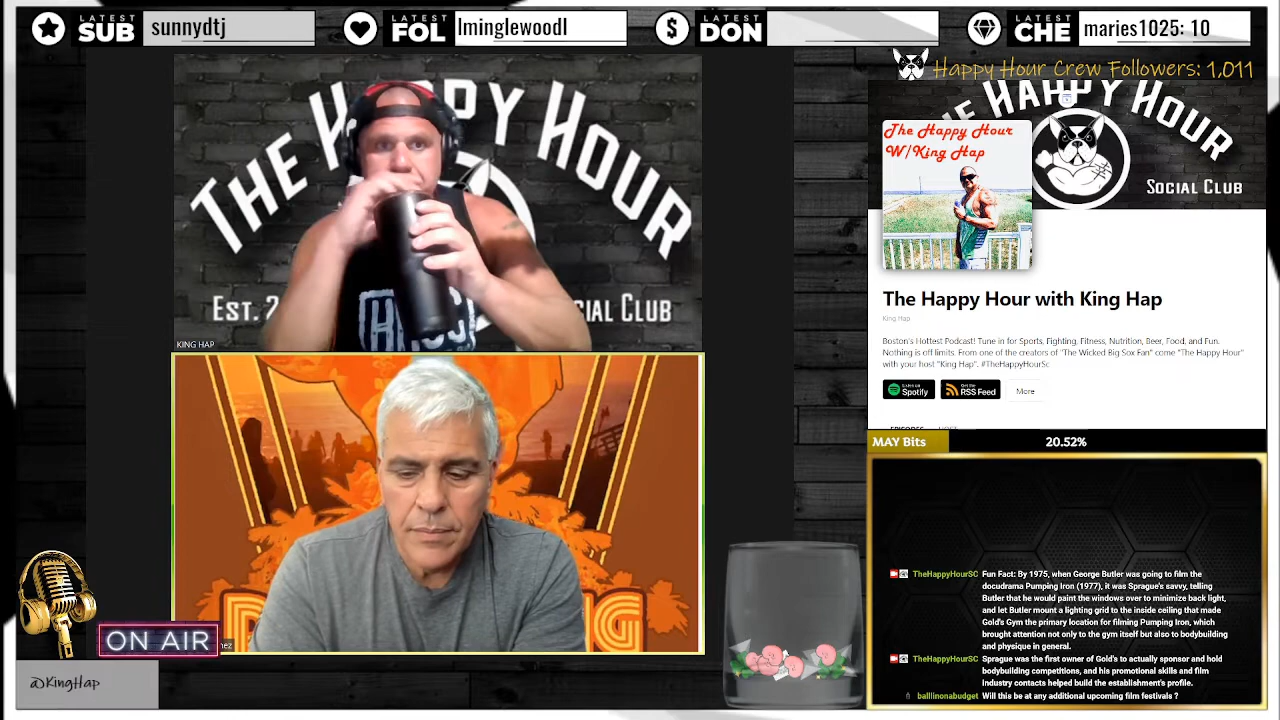 LATEST
SUB
sunnydtj
LATEST
FOL
lminglewoodl
LATEST
DON
LATEST
CHE
maries1025: 10
Happy Hour Crew Followers: 1,011
THE HAPPY HOUR
EST. 2
CIAL CLUB
KING HAP
THE HAPPY HOUR
SOCIAL CLUB
The Happy Hour
W/King Hap
The Happy Hour with King Hap
King Hap
Boston's Hottest Podcast! Tune in for Sports, Fighting, Fitness, Nutrition, Beer, Food, and Fun.
Nothing is off limits. From one of the creators of "The Wicked Big Sox Fan" come "The Happy Hour"
with your host "King Hap". #TheHappyHourSc
Listen on
Spotify
Get the
RSS Feed
More
MAY Bits
20.52%
TheHappyHourSC Fun Fact: By 1975, when George Butler was going to film the
docudrama Pumping Iron (1977), it was Sprague's savvy, telling
Butler that he would paint the windows over to minimize back light,
and let Butler mount a lighting grid to the inside ceiling that made
Gold's Gym the primary location for filming Pumping Iron, which
brought attention not only to the gym itself but also to bodybuilding
and physique in general.
TheHappyHourSC Sprague was the first owner of Gold's to actually sponsor and hold
bodybuilding competitions, and his promotional skills and film
industry contacts helped build the establishment's profile.
balllinonabudget Will this be at any additional upcoming film festivals ?
ON AIR
@KingHap